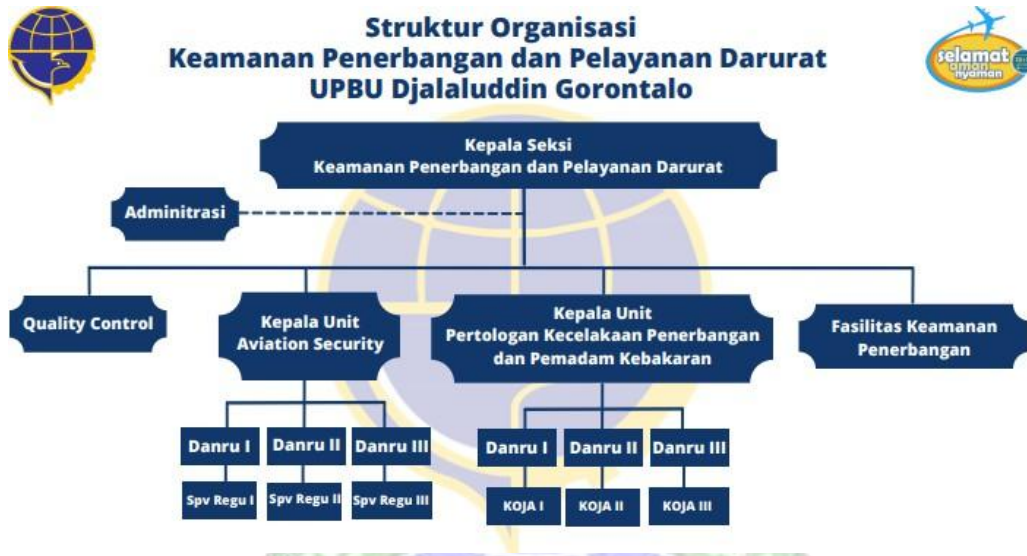 Struktur Organisasi
Keamanan Penerbangan dan Pelayanan Darurat
UPBU Djalaluddin Gorontalo
selamat
aman
nyaman
Kepala Seksi
Keamanan Penerbangan dan Pelayanan Darurat
Adminitrasi
Quality Control
Kepala Unit
Aviation Security
Kepala Unit
Pertologan Kecelakaan Penerbangan
dan Pemadam Kebakaran
Fasilitas Keamanan
Penerbangan
Danru I
Danru II
Danru III
Danru I
Danru II
Danru III
Spv Regu I
Spv Regu II
Spv Regu III
KOJA I
KOJA II
KOJA III